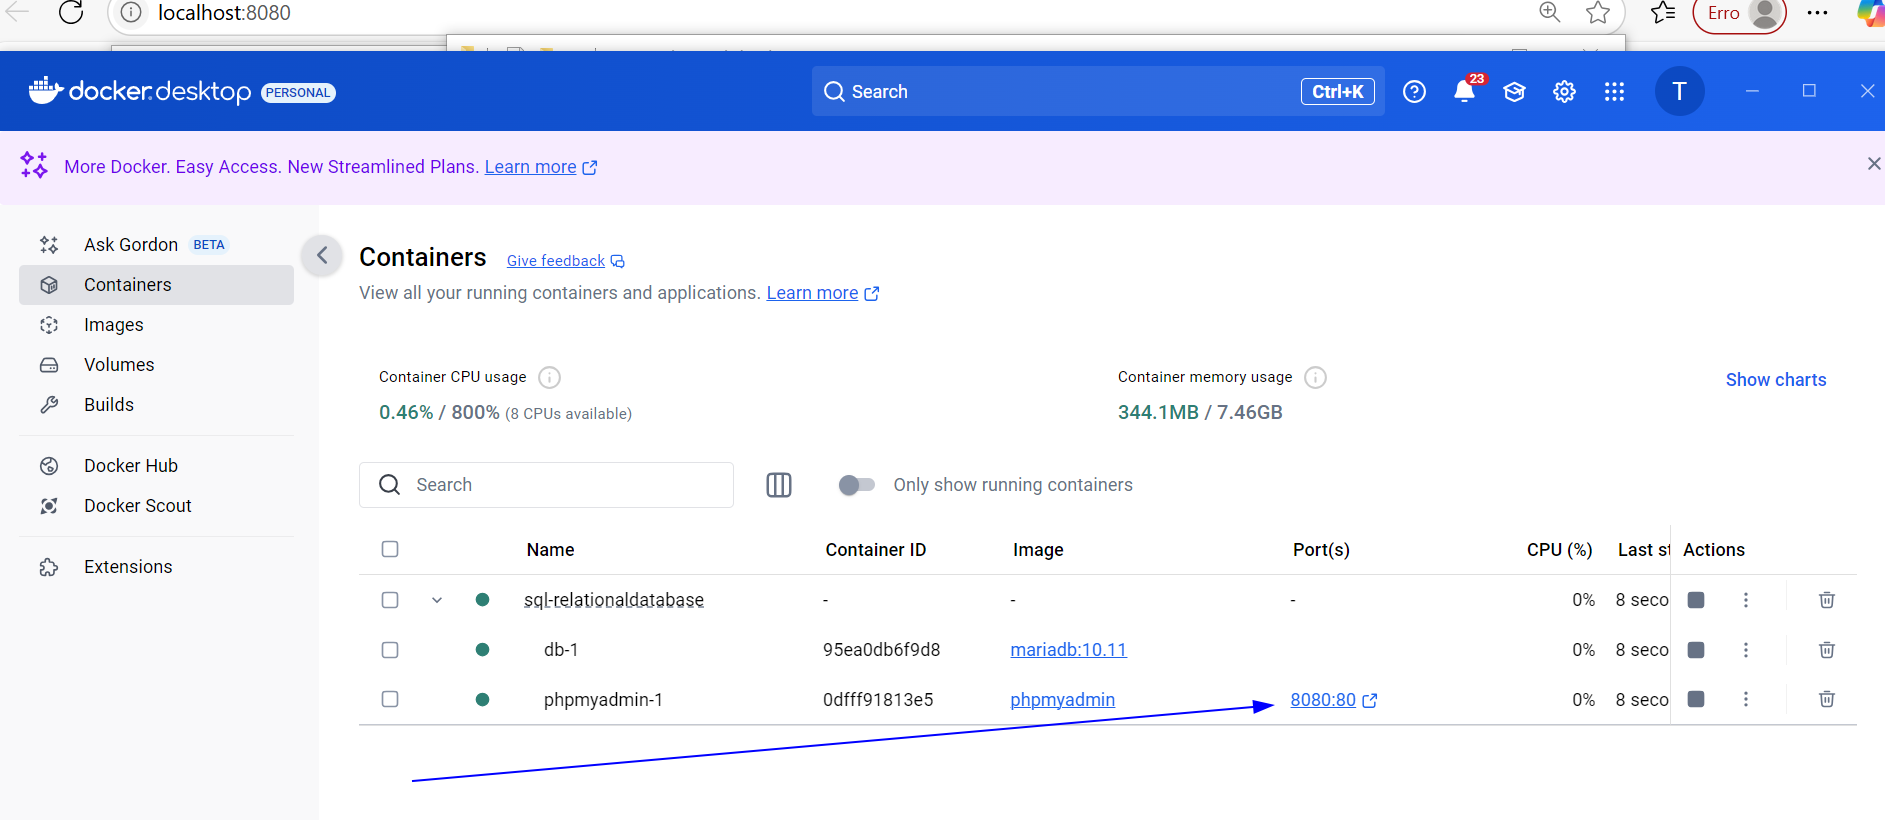 localhost:8080
Erro
docker.desktop PERSONAL
Search
Ctrl+K
23
T
More Docker. Easy Access. New Streamlined Plans. Learn more
Ask Gordon BETA
Containers
Images
Volumes
Builds
Docker Hub
Docker Scout
Extensions
Containers Give feedback
View all your running containers and applications. Learn more
Container CPU usage
0.46% / 800% (8 CPUs available)
Container memory usage
344.1MB / 7.46GB
Show charts
Search
Only show running containers
Name Container ID Image Port(s) CPU (%) Last st Actions
sql-relationaldatabase - - - 0% 8 seco
db-1 95ea0db6f9d8 mariadb:10.11 0% 8 seco
phpmyadmin-1 0dfff91813e5 phpmyadmin 8080:80 0% 8 seco